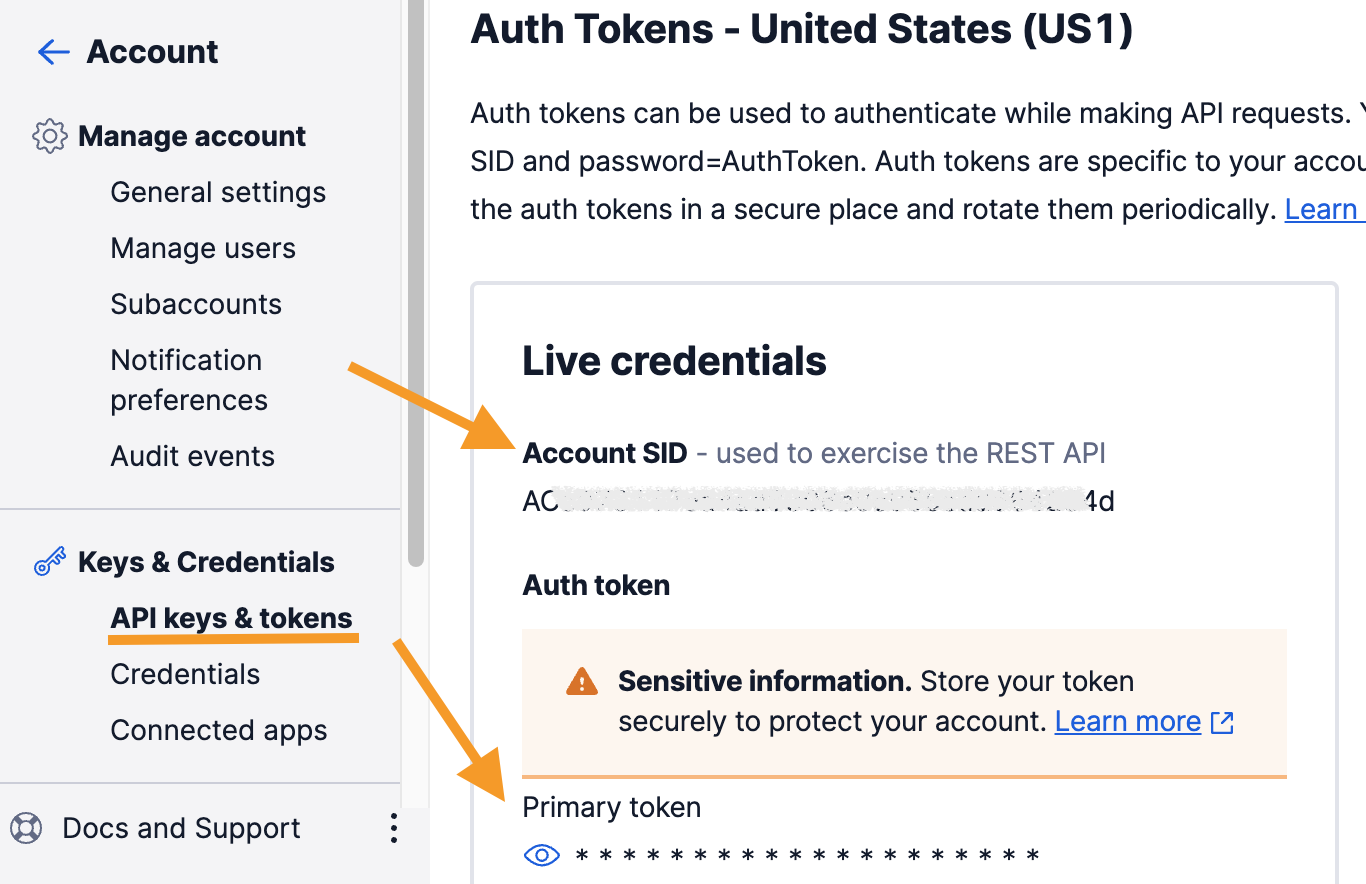 Account
Manage account
General settings
Manage users
Subaccounts
Notification
preferences
Audit events
Keys & Credentials
API keys & tokens
Credentials
Connected apps
Docs and Support
Auth Tokens - United States (US1)
Auth tokens can be used to authenticate while making API requests.
SID and password=AuthToken. Auth tokens are specific to your accou
the auth tokens in a secure place and rotate them periodically. Learn
Live credentials
Account SID - used to exercise the REST API
AC 4d
Auth token
Sensitive information. Store your token
securely to protect your account. Learn more
Primary token
* * * * * * * * * * * * * * * * * * * *